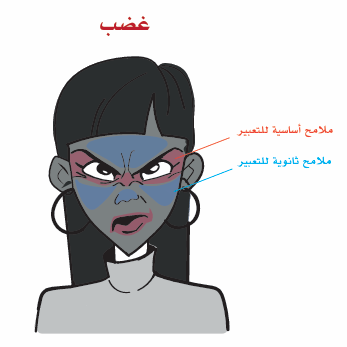 غضب
ملامح أساسية للتعبير
ملامح ثانوية للتعبير